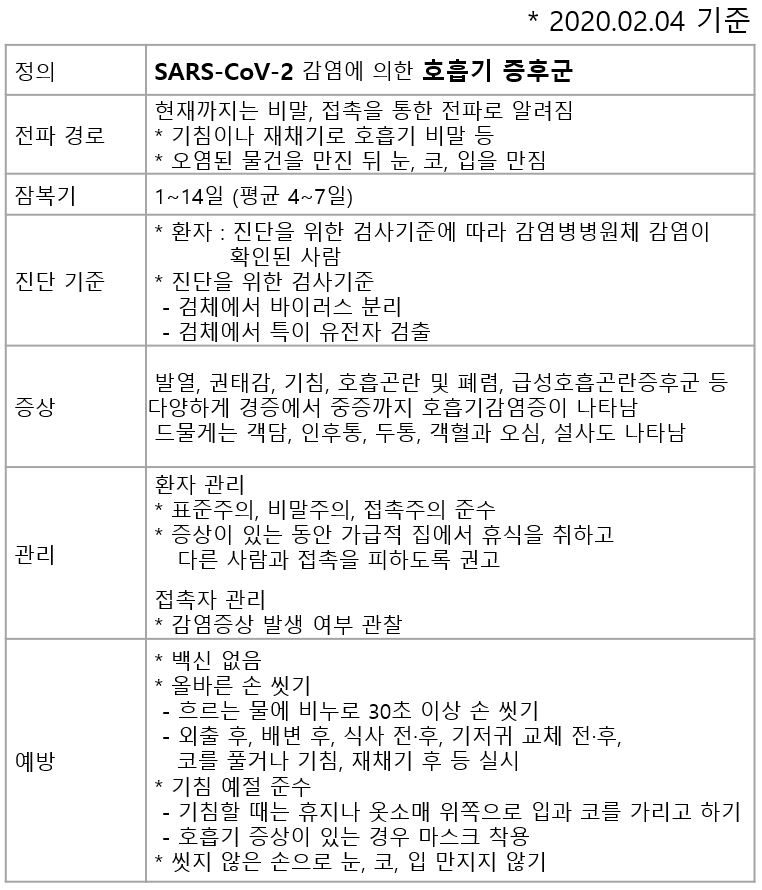 * 2020.02.04 기준
정의
SARS-CoV-2 감염에 의한 호흡기 증후군
전파 경로
현재까지는 비말, 접촉을 통한 전파로 알려짐
* 기침이나 재채기로 호흡기 비말 등
* 오염된 물건을 만진 뒤 눈, 코, 입을 만짐
잠복기
1~14일 (평균 4~7일)
진단 기준
* 환자 : 진단을 위한 검사기준에 따라 감염병병원체 감염이
확인된 사람
* 진단을 위한 검사기준
- 검체에서 바이러스 분리
- 검체에서 특이 유전자 검출
증상
발열, 권태감, 기침, 호흡곤란 및 폐렴, 급성호흡곤란증후군 등
다양하게 경증에서 중증까지 호흡기감염증이 나타남
드물게는 객담, 인후통, 두통, 객혈과 오심, 설사도 나타남
관리
환자 관리
* 표준주의, 비말주의, 접촉주의 준수
* 증상이 있는 동안 가급적 집에서 휴식을 취하고
다른 사람과 접촉을 피하도록 권고
접촉자 관리
* 감염증상 발생 여부 관찰
예방
* 백신 없음
* 올바른 손 씻기
- 흐르는 물에 비누로 30초 이상 손 씻기
- 외출 후, 배변 후, 식사 전·후, 기저귀 교체 전·후,
코를 풀거나 기침, 재채기 후 등 실시
* 기침 예절 준수
- 기침할 때는 휴지나 옷소매 위쪽으로 입과 코를 가리고 하기
- 호흡기 증상이 있는 경우 마스크 착용
* 씻지 않은 손으로 눈, 코, 입 만지지 않기